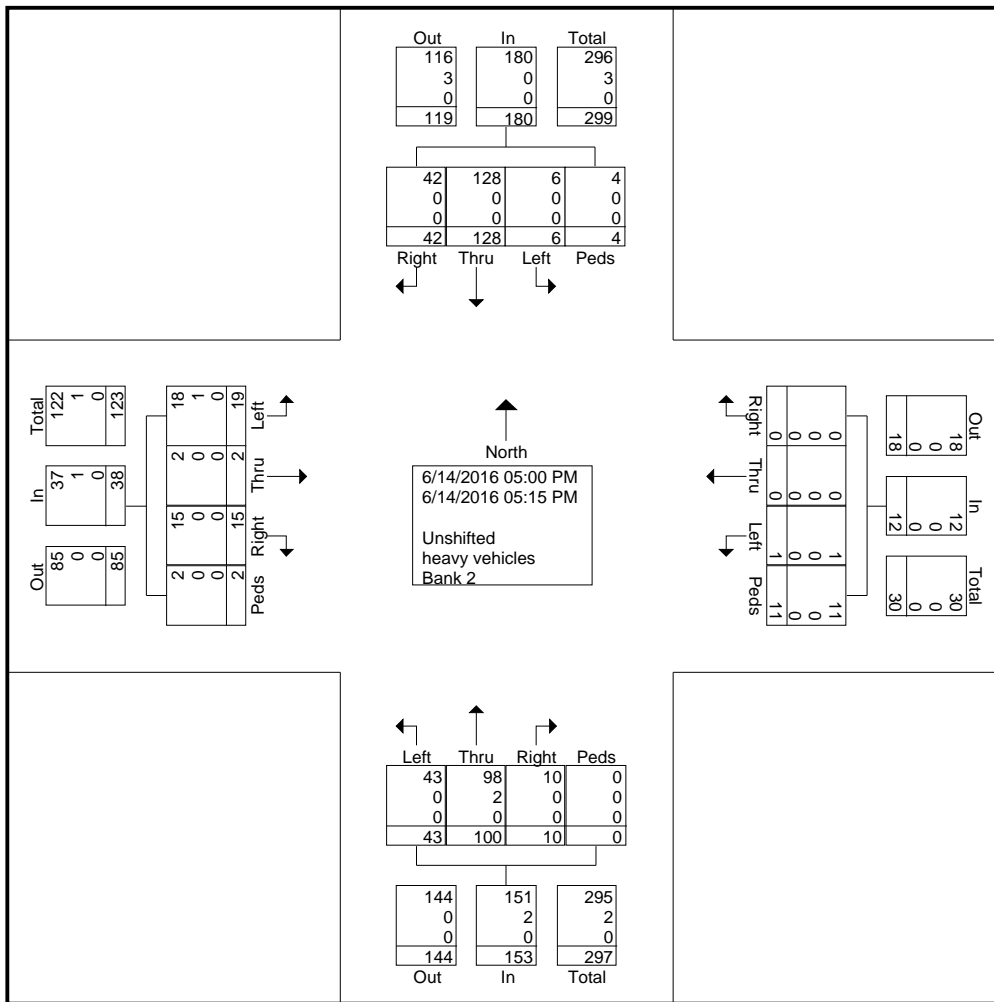 Out In Total
116 180 296
3 0 3
0 0 0
119 180 299
42 128 6 4
0 0 0 0
0 0 0 0
42 128 6 4
Right Thru Left Peds
Total
122 1 0 123
In
37 1 0 38
Out
85 0 0 85
18 1 0 19
Left
2 0 0 2
Thru
15 0 0 15
Right
2 0 0 2
Peds
North
6/14/2016 05:00 PM
6/14/2016 05:15 PM
Unshifted
heavy vehicles
Bank 2
Right
0 0 0 0
Thru
0 0 0 0
Left
1 0 0 1
Peds
11 0 0 11
Out
18 0 0 18
In
12 0 0 12
Total
30 0 0 30
Left Thru Right Peds
43 98 10 0
0 2 0 0
0 0 0 0
43 100 10 0
144 151 295
0 2 2
0 0 0
144 153 297
Out In Total